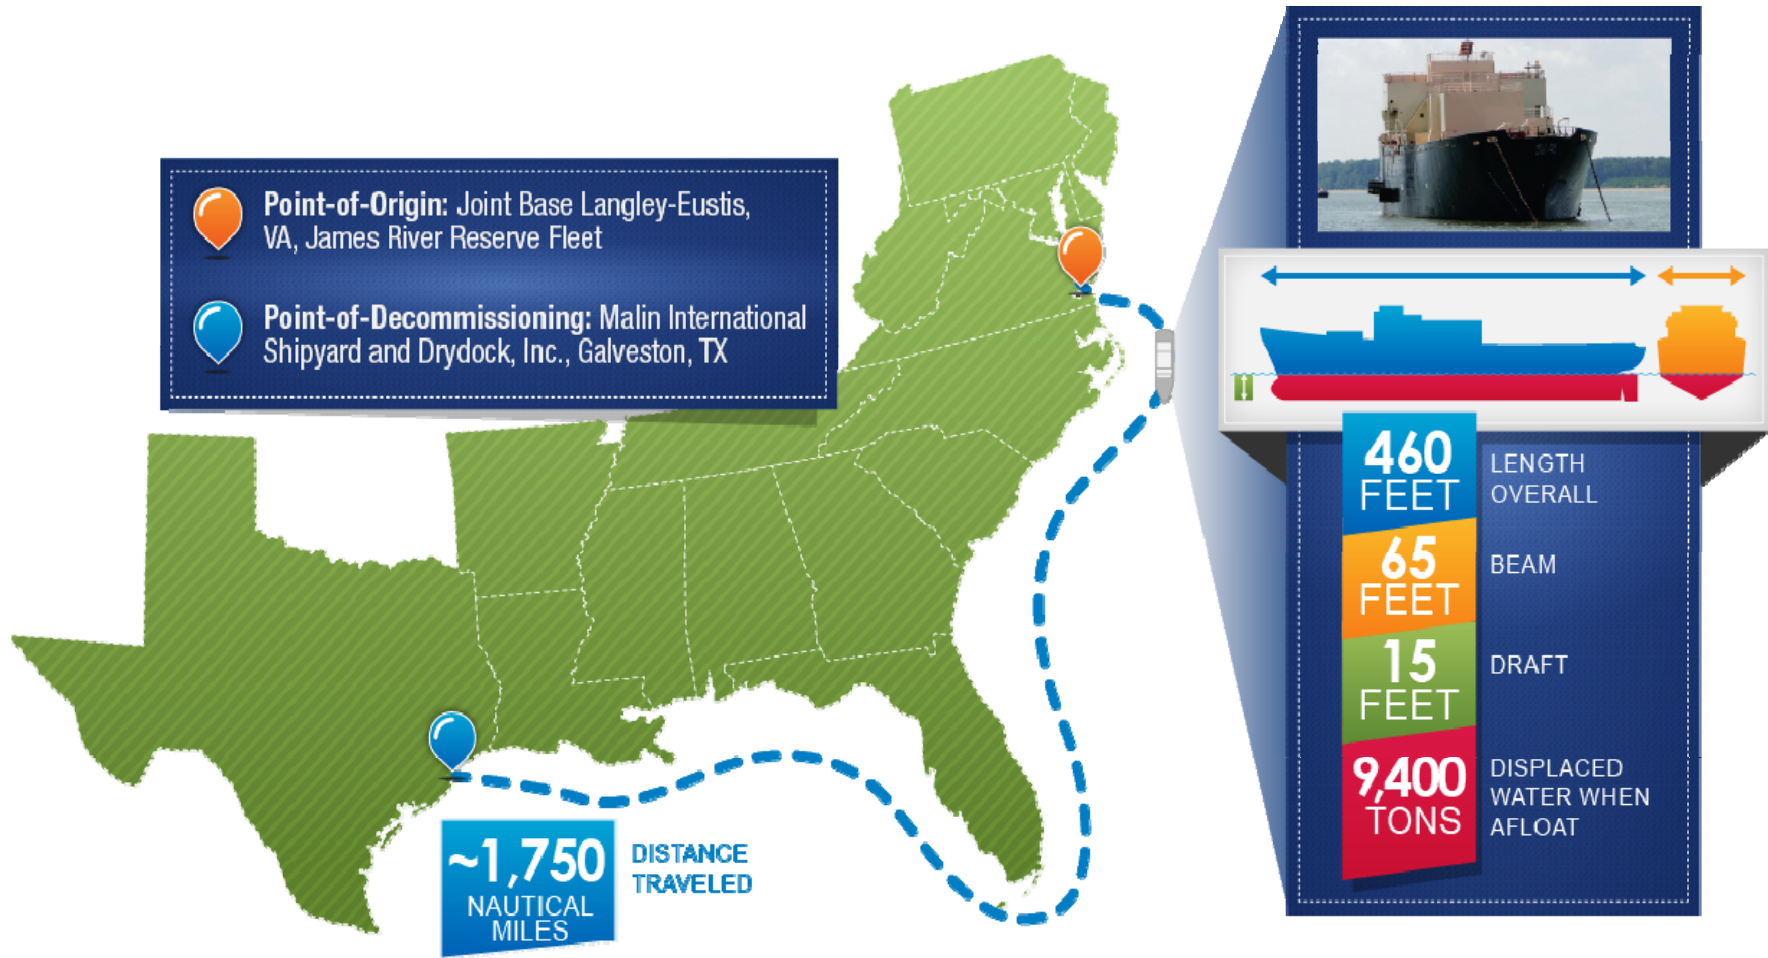 Point-of-Origin: Joint Base Langley-Eustis,
VA, James River Reserve Fleet
Point-of-Decommissioning: Malin International
Shipyard and Drydock, Inc., Galveston, TX
~1,750
NAUTICAL
MILES
DISTANCE
TRAVELED
460
FEET
LENGTH
OVERALL
65
FEET
BEAM
15
FEET
DRAFT
9,400
TONS
DISPLACED
WATER WHEN
AFLOAT